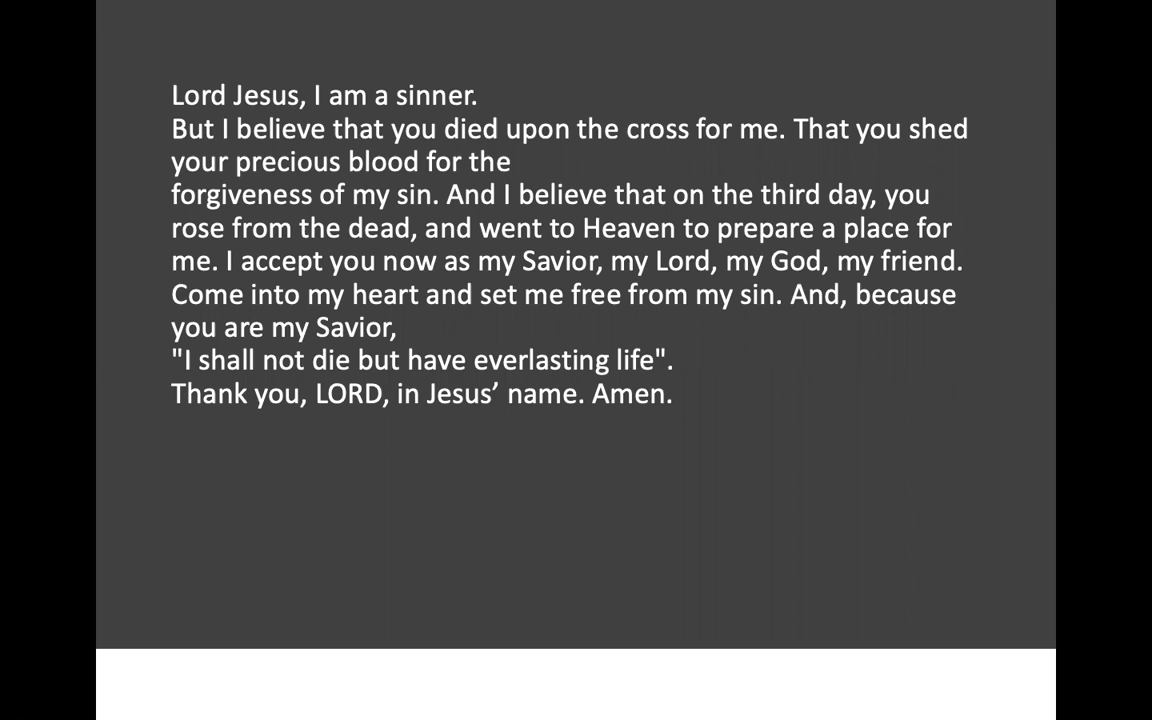 Lord Jesus, I am a sinner.
But I believe that you died upon the cross for me. That you shed
your precious blood for the
forgiveness of my sin. And I believe that on the third day, you
rose from the dead, and went to Heaven to prepare a place for
me. I accept you now as my Savior, my Lord, my God, my friend.
Come into my heart and set me free from my sin. And, because
you are my Savior,
"I shall not die but have everlasting life".
Thank you, LORD, in Jesus’ name. Amen.